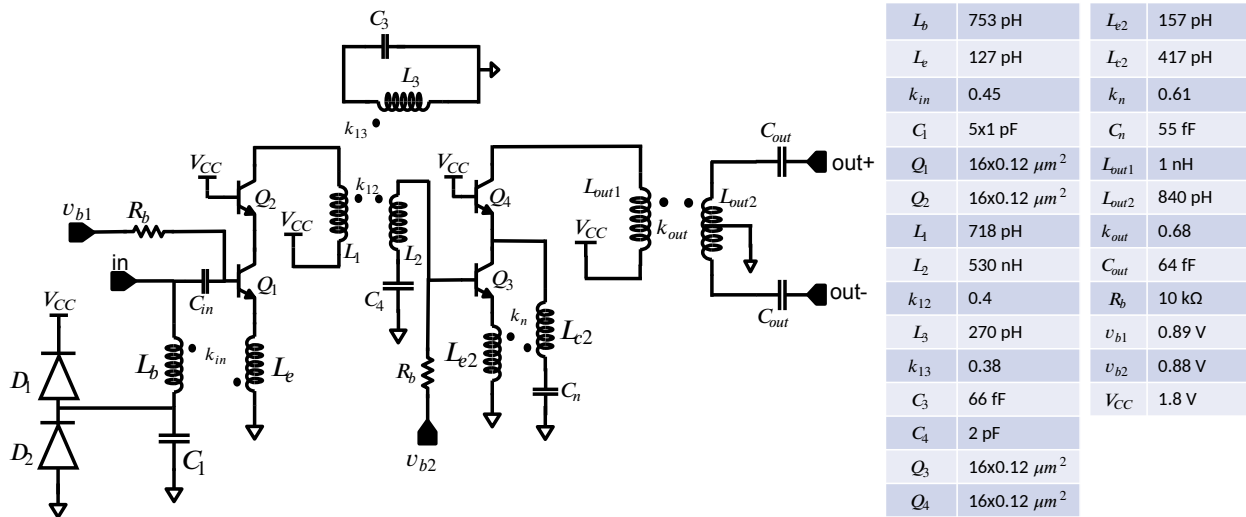 C3
L3
k13
VCC
Q2
k12
L1
L2
VCC
C4
vb1
Rb
in
Cin
Q1
VCC
Lb
kin
Le
D1
D2
C1
VCC
Q4
Q3
Rb
vb2
Le2
kn
Lc2
Cn
Lout1
VCC
kout
Lout2
Cout
out+
Cout
out-
Lb 753 pH
Le 127 pH
kin 0.45
C1 5x1 pF
Q1 16x0.12 μm²
Q2 16x0.12 μm²
L1 718 pH
L2 530 nH
k12 0.4
L3 270 pH
k13 0.38
C3 66 fF
C4 2 pF
Q3 16x0.12 μm²
Q4 16x0.12 μm²
Le2 157 pH
Lc2 417 pH
kn 0.61
Cn 55 fF
Lout1 1 nH
Lout2 840 pH
kout 0.68
Cout 64 fF
Rb 10 kΩ
vb1 0.89 V
vb2 0.88 V
VCC 1.8 V